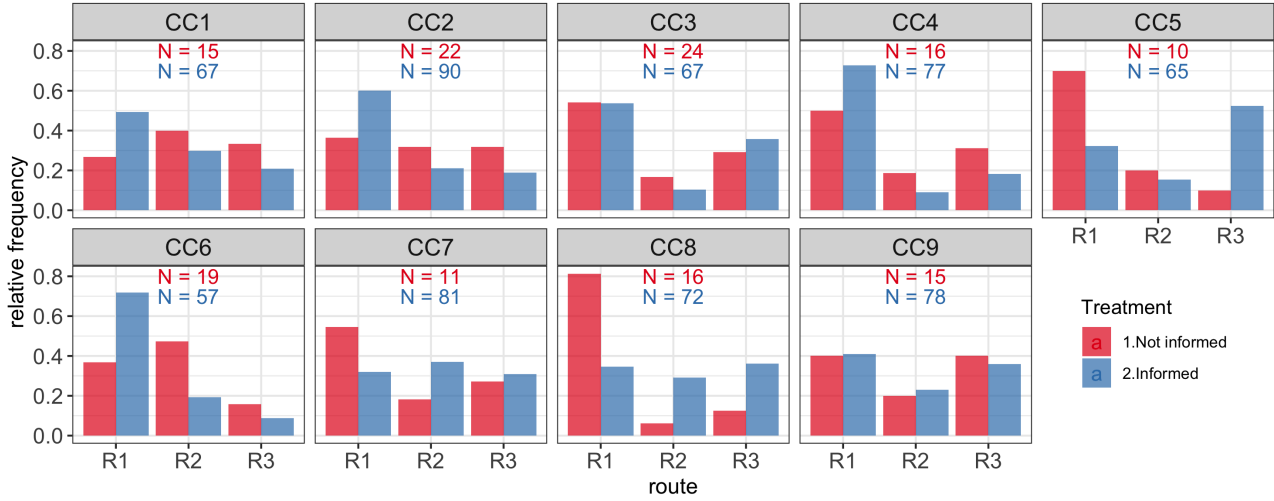 CC1 CC2 CC3 CC4 CC5
N = 15 N = 22 N = 24 N = 16 N = 10
N = 67 N = 90 N = 67 N = 77 N = 65
0.8
0.6
0.4
0.2
0.0
R1 R2 R3
CC6 CC7 CC8 CC9
N = 19 N = 11 N = 16 N = 15
N = 57 N = 81 N = 72 N = 78
0.8
0.6
0.4
0.2
0.0
R1 R2 R3 R1 R2 R3 R1 R2 R3 R1 R2 R3
relative frequency
route
Treatment
a 1.Not informed
a 2.Informed